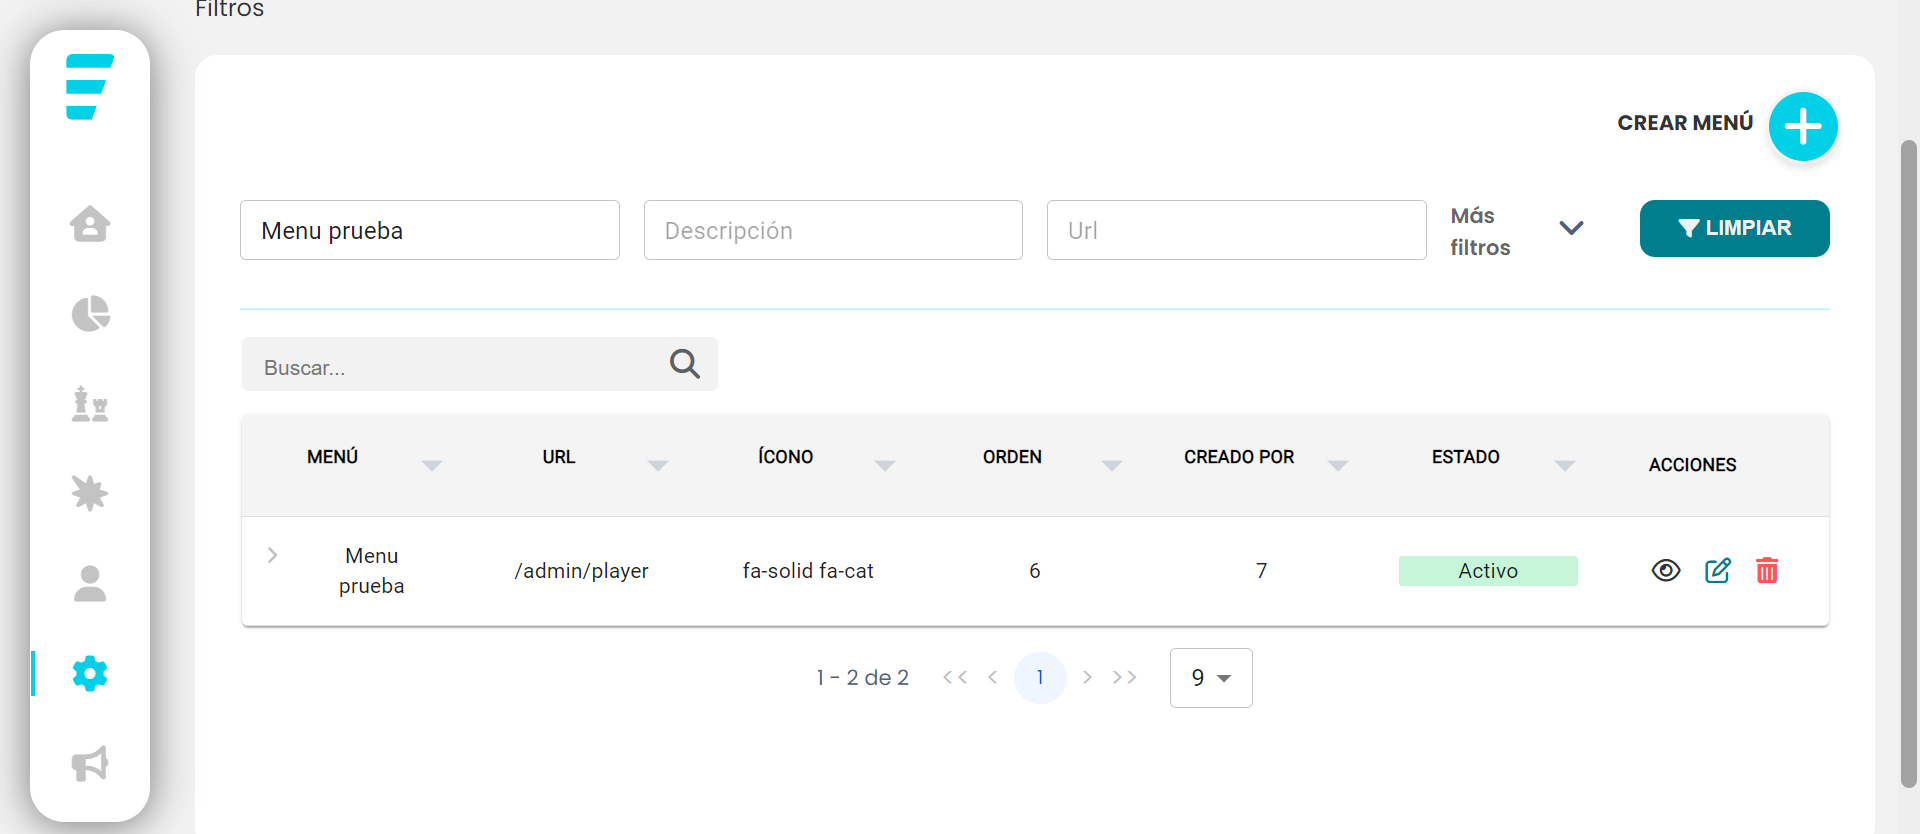 Filtros
CREAR MENÚ
Menu prueba
Descripción
Url
Más
filtros
LIMPIAR
Buscar...
MENÚ
URL
ÍCONO
ORDEN
CREADO POR
ESTADO
ACCIONES
Menu
prueba
/admin/player
fa-solid fa-cat
6
7
Activo
1 - 2 de 2
<<
<
1
>
>>
9